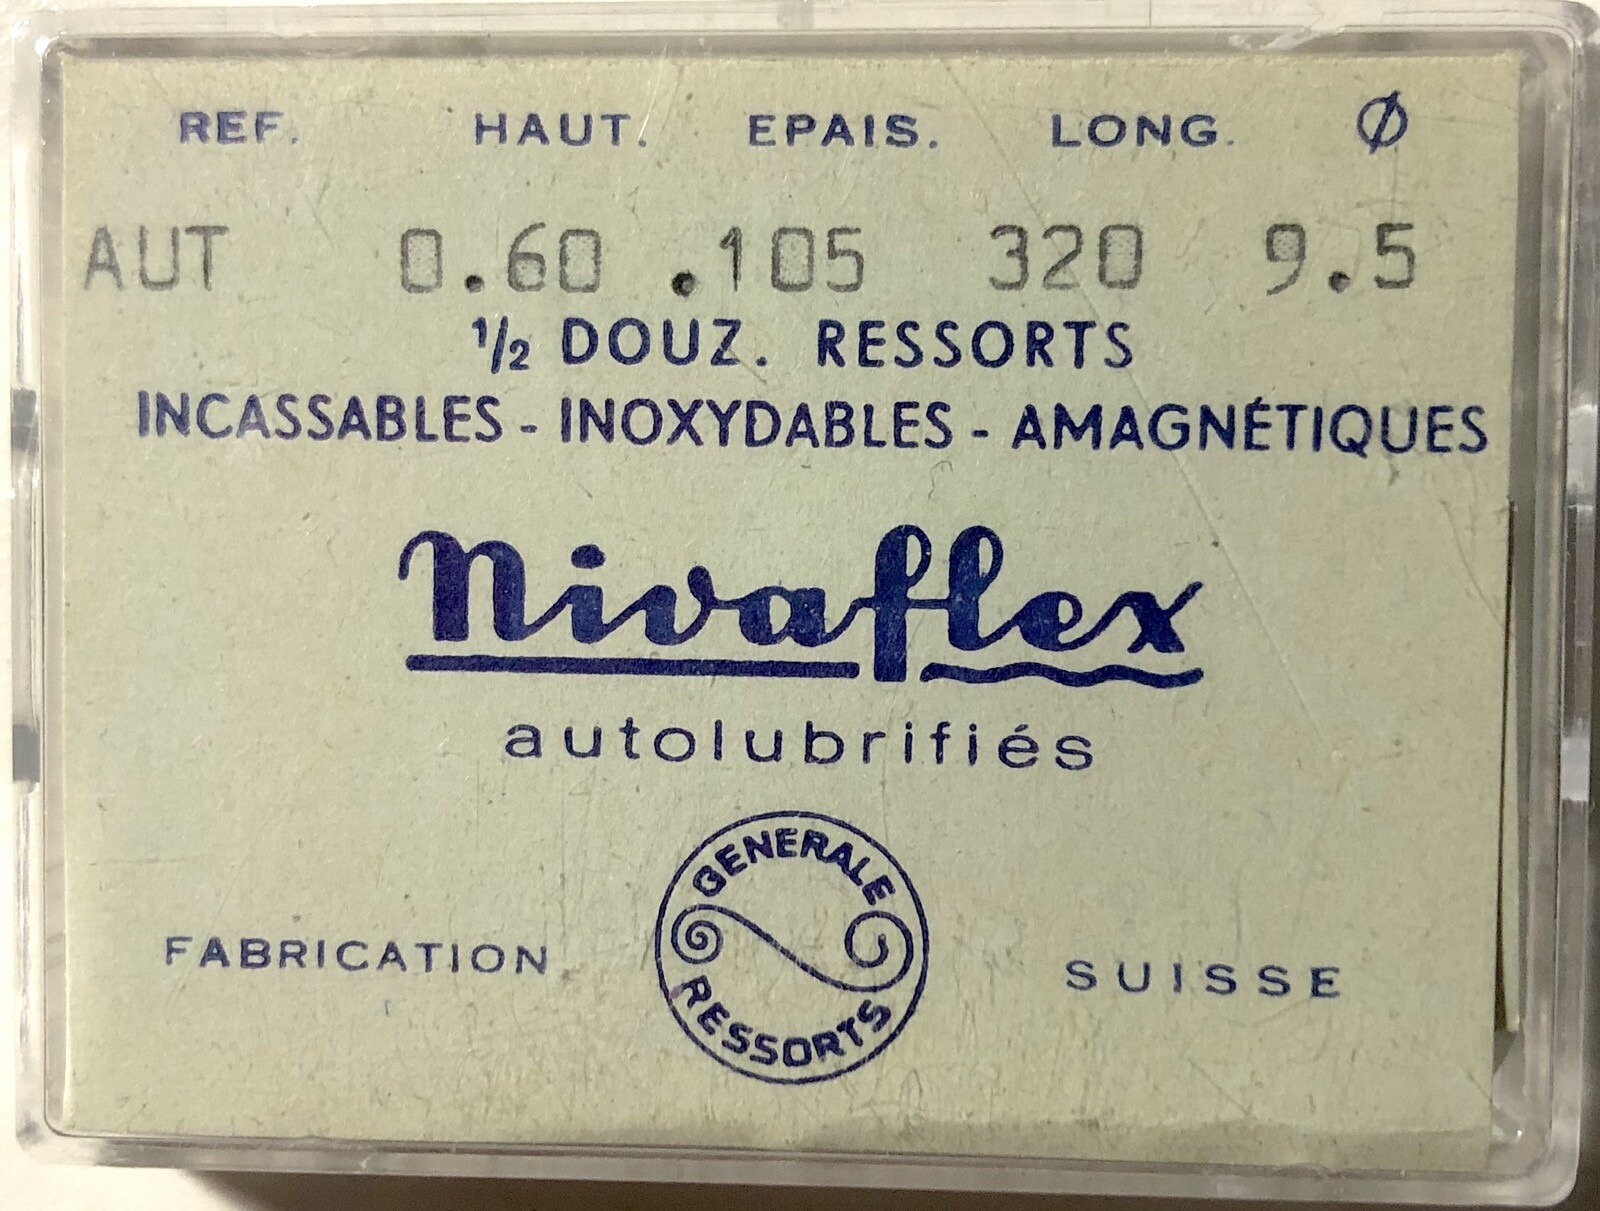 REF. HAUT. EPAIS. LONG. Ø
AUT 0.60 .105 320 9.5
1/2 DOUZ. RESSORTS
INCASSABLES - INOXYDABLES - AMAGNÉTIQUES
Nivaflex
autolubrifiés
GENERALE
RESSORTS
FABRICATION SUISSE